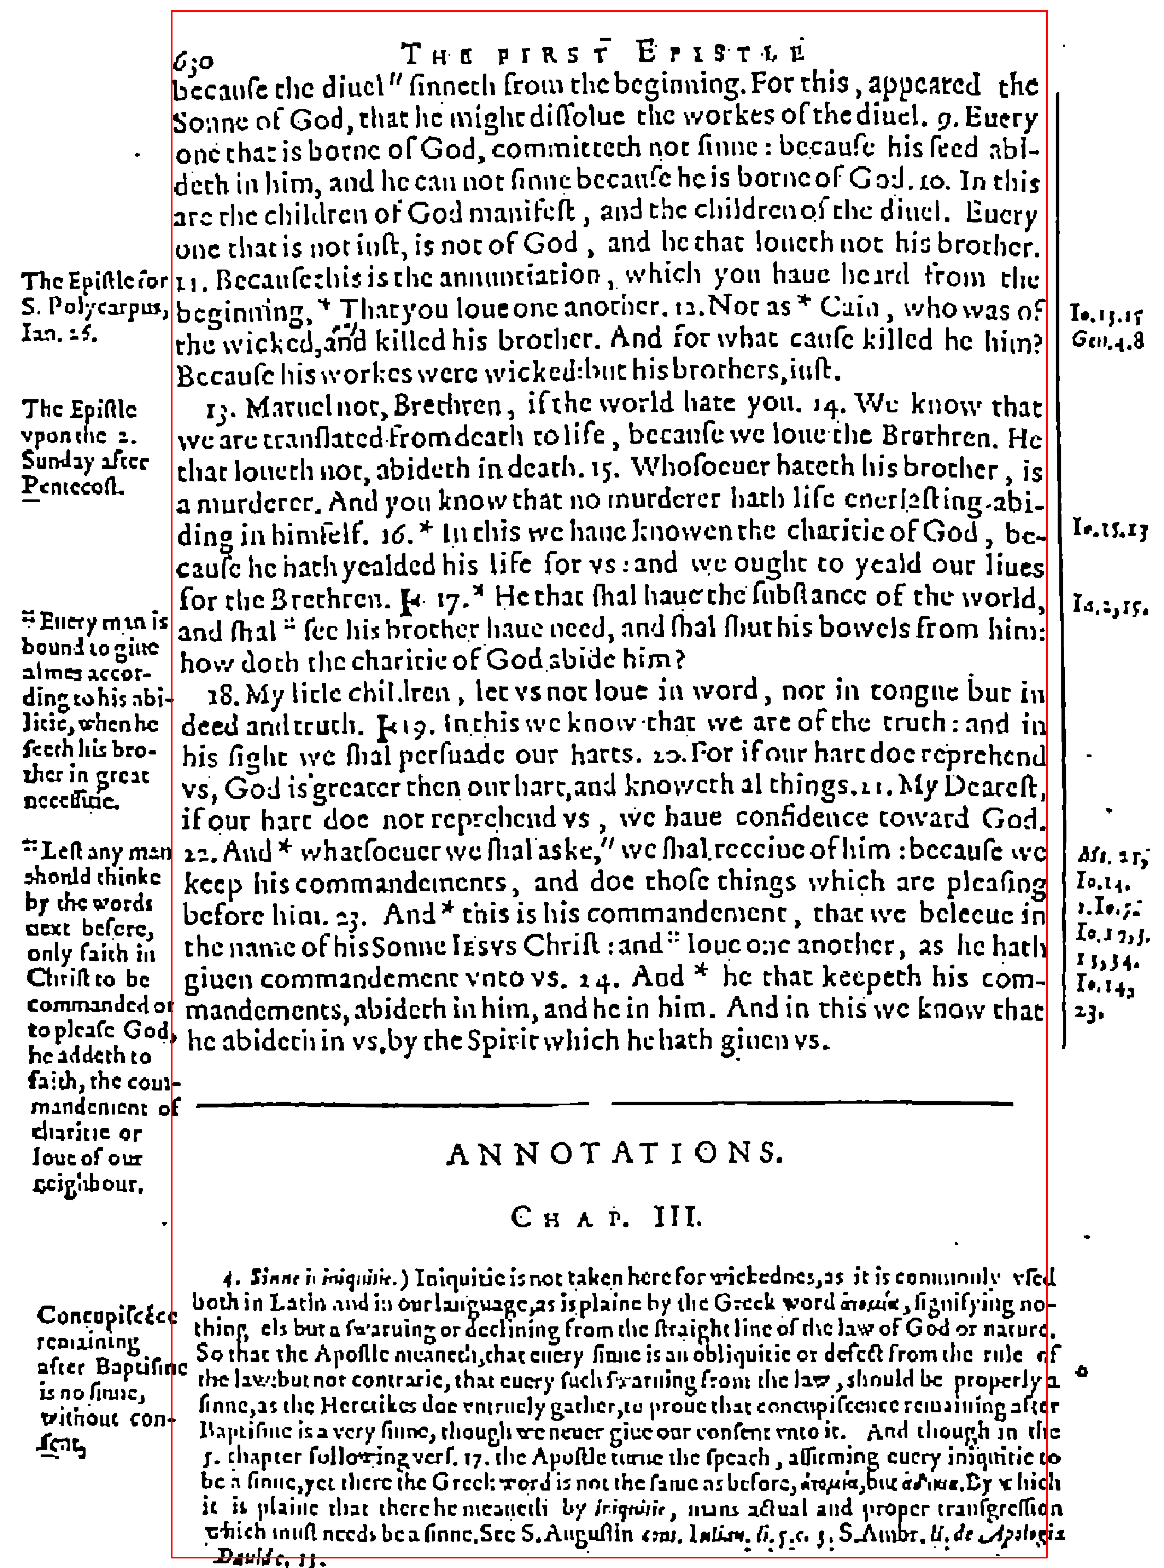 630 THE FIRST EPISTLE
becauſe the diuel" ſinneth from the beginning. For this, appeared the
Sonne of God, that he might diſſolue the workes of the diuel. 9. Euery
one that is borne of God, committeth not ſinne: becauſe his ſeed abi-
deth in him, and he can not ſinne becauſe he is borne of God. 10. In this
are the children of God manifeſt, and the children of the diuel. Euery
one that is not iuſt, is not of God, and he that loueth not his brother.
11. Becauſe this is the annuntiation, which you haue heard from the
beginning, * That you loue one another. 12. Not as * Cain, who was of
the wicked, and killed his brother. And for what cauſe killed he him?
Becauſe his workes were wicked: but his brothers, iuſt.
13. Maruel not, Brethren, if the world hate you. 14. We know that
we are tranſlated from death to life, becauſe we loue the Brethren. He
that loueth not, abideth in death. 15. Whoſoeuer hateth his brother, is
a murderer. And you know that no murderer hath life euerlaſting abi-
ding in himſelf. 16. * In this we haue knowen the charitie of God, be-
cauſe he hath yealded his life for vs: and we ought to yeald our liues
for the Brethren. 17. * He that ſhal haue the ſubſtance of the world,
and ſhal " ſee his brother haue need, and ſhal ſhut his bowels from him:
how doth the charitie of God abide him?
18. My litle children, let vs not loue in word, nor in tongue but in
deed and truth. 19. In this we know that we are of the truth: and in
his ſight we ſhal perſuade our harts. 20. For if our hart doe reprehend
vs, God is greater then our hart, and knoweth al things. 21. My Deareſt,
if our hart doe not reprehend vs, we haue confidence toward God.
22. And * whatſoeuer we ſhal aske," we ſhal receiue of him: becauſe we
keep his commandements, and doe thoſe things which are pleaſing
before him. 23. And * this is his commandement, that we beleeue in
the name of his Sonne IESVS Chriſt: and " loue one another, as he hath
giuen commandement vnto vs. 24. And * he that keepeth his com-
mandements, abideth in him, and he in him. And in this we know that
he abideth in vs, by the Spirit which he hath giuen vs.
The Epiſtle for
S. Polycarpus,
Ian. 26.
The Epiſtle
vpon the 2.
Sunday after
Pentecoſt.
" Euery man is
bound to giue
almes accor-
ding to his abi-
litie, when he
ſeeth his bro-
ther in great
neceſſitie.
" Leſt any man
should thinke
by the words
next before,
only faith in
Chriſt to be
commanded or
to pleaſe God,
he addeth to
faith, the com-
mandement of
charitie or
loue of our
neighbour.
Io. 13. 15
Gen. 4. 8
Io. 15. 13
Ia. 2, 15.
Mt. 21,
Io. 14.
Io. 13, 34.
Io. 14,
23.
ANNOTATIONS.
CHAP. III.
4. Sinne is iniquitie.) Iniquitie is not taken here for wickednes, as it is commonly vſed
both in Latin and in our language, as is plaine by the Greek word ἀνομία, ſignifying no-
thing els but a ſwaruing or declining from the ſtraight line of the law of God or nature.
So that the Apoſtle meaneth, that euery ſinne is an obliquitie or defect from the rule of
the law: but not contrarie, that euery ſuch ſwaruing from the law, should be properly a
ſinne, as the Heretikes doe vntruely gather, to proue that concupiſcence remaining after
Baptiſme is a very ſinne, though we neuer giue our conſent vnto it. And though in the
5. chapter following verſ. 17. the Apoſtle turne the ſpeach, affirming euery iniquitie to
be a ſinne, yet there the Greek word is not the ſame as before, ἀνομία, but ἀδικία. By which
it is plaine that there he meaneth by iniquitie, mans actual and proper tranſgreſſion
which muſt needs be a ſinne. See S. Auguſtin cont. Iulian. li. 5. c. 5. S. Ambr. li. de Apologia
Dauide. 13.
Concupiſcẽce
remaining
after Baptiſme
is no ſinne,
without con-
ſent,